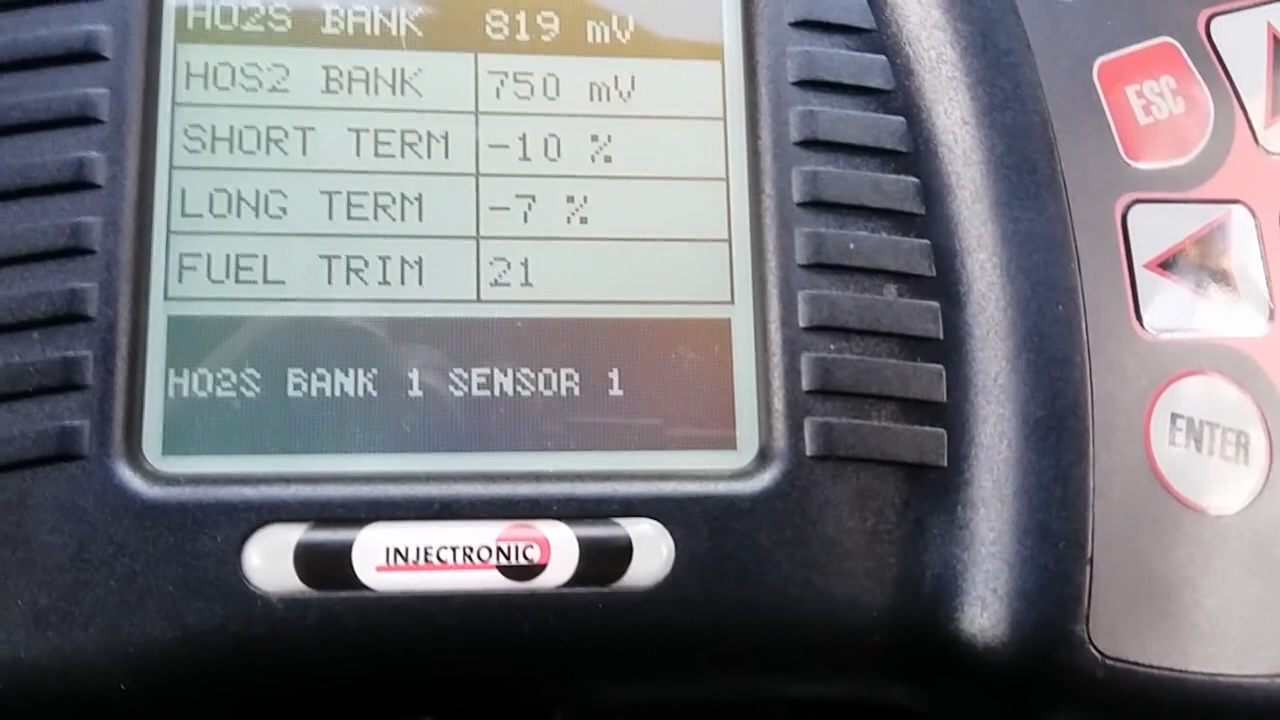 HO2S BANK 819 mV
HOS2 BANK 750 mV
SHORT TERM -10 %
LONG TERM -7 %
FUEL TRIM 21
HO2S BANK 1 SENSOR 1
INJECTRONIC
ESC
ENTER